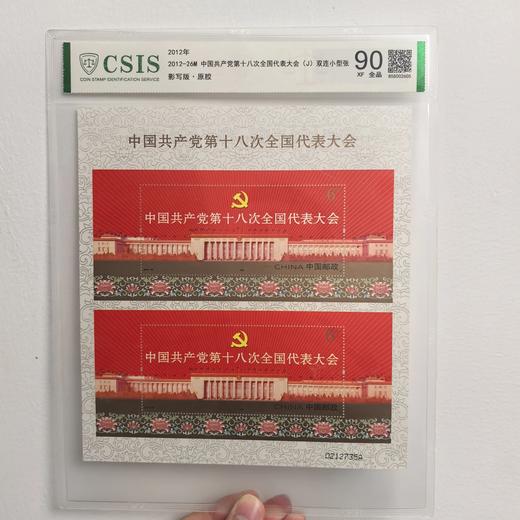 CSIS
COIN STAMP IDENTIFICATION SERVICE
2012年
2012-26M 中国共产党第十八次全国代表大会（J）双连小型张
影写版·原胶
90
XF 全品
中国共产党第十八次全国代表大会
6元
中国共产党第十八次全国代表大会
CHINA 中国邮政
中国共产党第十八次全国代表大会
CHINA 中国邮政
0212735A